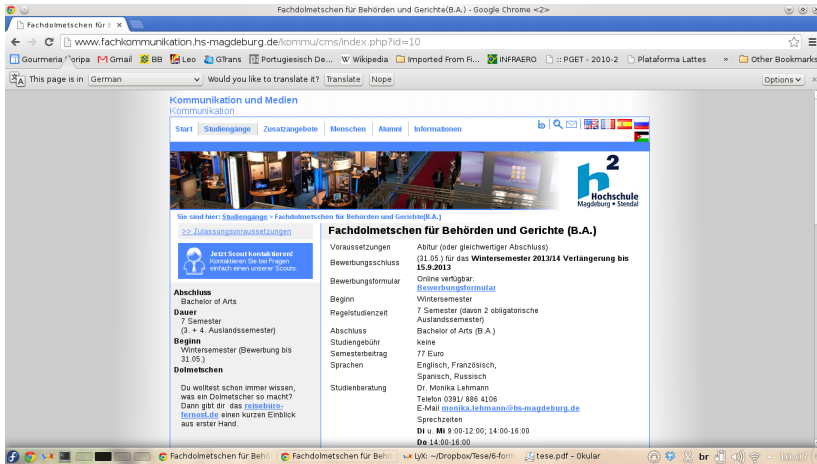 Fachdolmetschen für Behörden und Gerichte(B.A.) - Google Chrome <2>
Fachdolmetschen für
www.fachkommunikation.hs-magdeburg.de/kommu/cms/index.php?id=10
Gourmeria Floripa Gmail BB Leo GTrans Portugiesisch De... W Wikipedia Imported From Fi... INFRAERO :: PGET - 2010-2 Plataforma Lattes » Other Bookmarks
This page is in German Would you like to translate it? Translate Nope Options
Kommunikation und Medien
Kommunikation
Start Studiengänge Zusatzangebote Menschen Alumni Informationen
h2
Hochschule
Magdeburg • Stendal
Sie sind hier: Studiengänge > Fachdolmetschen für Behörden und Gerichte(B.A.)
>> Zulassungsvoraussetzungen
Jetzt Scout kontaktieren!
Kontaktieren Sie bei Fragen
einfach einen unserer Scouts.
Abschluss
Bachelor of Arts
Dauer
7 Semester
(3. + 4. Auslandssemester)
Beginn
Wintersemester (Bewerbung bis
31.05.)
Dolmetschen
Du wolltest schon immer wissen,
was ein Dolmetscher so macht?
Dann gibt dir das reisebüro-
fernost.de einen kurzen Einblick
aus erster Hand.
Fachdolmetschen für Behörden und Gerichte (B.A.)
Voraussetzungen Abitur (oder gleichwertiger Abschluss)
Bewerbungsschluss (31.05.) für das Wintersemester 2013/14 Verlängerung bis
15.9.2013
Bewerbungsformular Online verfügbar:
Bewerbungsformular
Beginn Wintersemester
Regelstudienzeit 7 Semester (davon 2 obligatorische
Auslandssemester)
Abschluss Bachelor of Arts (B.A.)
Studiengebühr keine
Semesterbeitrag 77 Euro
Sprachen Englisch, Französisch,
Spanisch, Russisch
Studienberatung Dr. Monika Lehmann
Telefon 0391/ 886 4106
E-Mail monika.lehmann@hs-magdeburg.de
Sprechzeiten
Di u. Mi 9:00-12:00; 14:00-16:00
Do 14:00-16:00
Fachdolmetschen für Behö Fachdolmetschen für Behö LyX: ~/Dropbox/Tese/6-form tese.pdf – Okular br